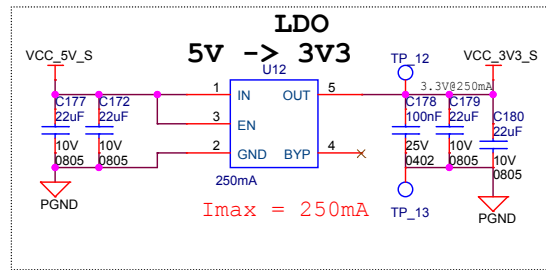 LDO
5V -> 3V3
VCC_5V_S
U12
TP_12
VCC_3V3_S
3.3V@250mA
1 IN OUT 5
3 EN
2 GND BYP 4
C177
22uF
10V
0805
C172
22uF
10V
0805
C178
100nF
25V
0402
C179
22uF
10V
0805
C180
22uF
10V
0805
250mA
Imax = 250mA
TP_13
PGND
PGND